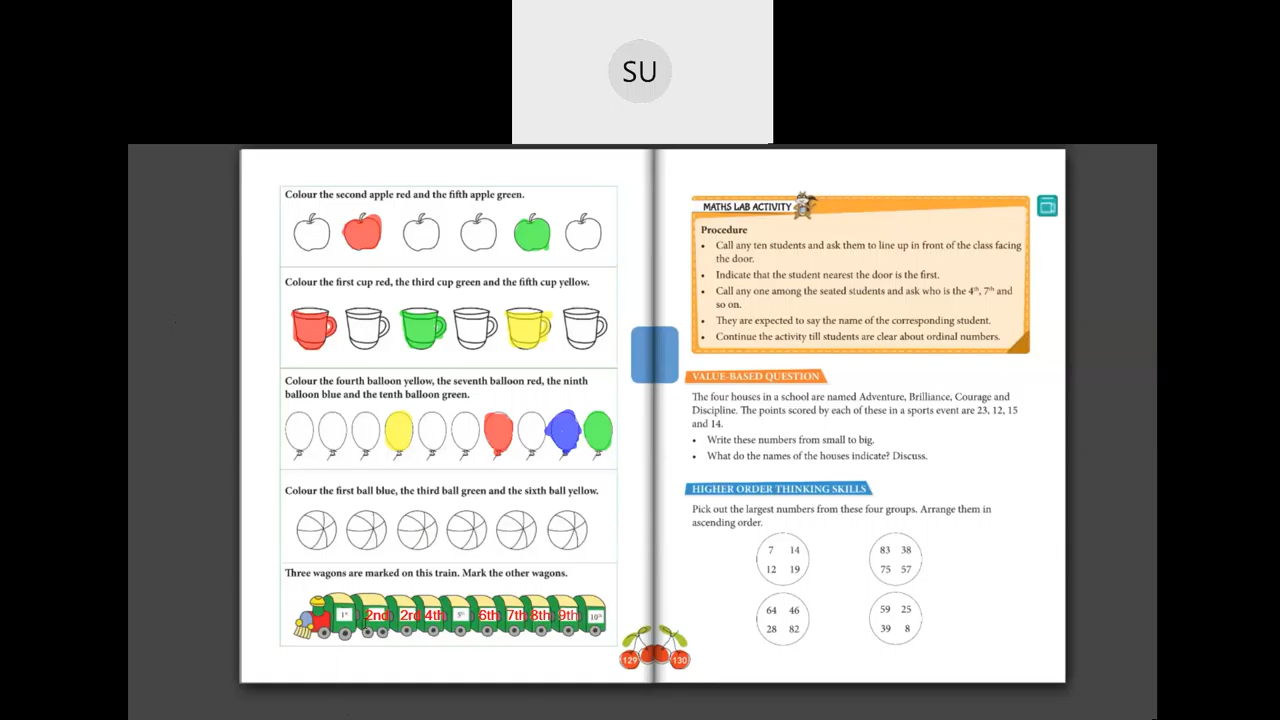 SU
Colour the second apple red and the fifth apple green.
Colour the first cup red, the third cup green and the fifth cup yellow.
Colour the fourth balloon yellow, the seventh balloon red, the ninth
balloon blue and the tenth balloon green.
Colour the first ball blue, the third ball green and the sixth ball yellow.
Three wagons are marked on this train. Mark the other wagons.
1st 2nd 2rd 4th 5th 6th 7th 8th 9th 10th
129
MATHS LAB ACTIVITY
Procedure
• Call any ten students and ask them to line up in front of the class facing
the door.
• Indicate that the student nearest the door is the first.
• Call any one among the seated students and ask who is the 4th, 7th and
so on.
• They are expected to say the name of the corresponding student.
• Continue the activity till students are clear about ordinal numbers.
VALUE-BASED QUESTION
The four houses in a school are named Adventure, Brilliance, Courage and
Discipline. The points scored by each of these in a sports event are 23, 12, 15
and 14.
• Write these numbers from small to big.
• What do the names of the houses indicate? Discuss.
HIGHER ORDER THINKING SKILLS
Pick out the largest numbers from these four groups. Arrange them in
ascending order.
7 14
12 19
83 38
75 57
64 46
28 82
59 25
39 8
130